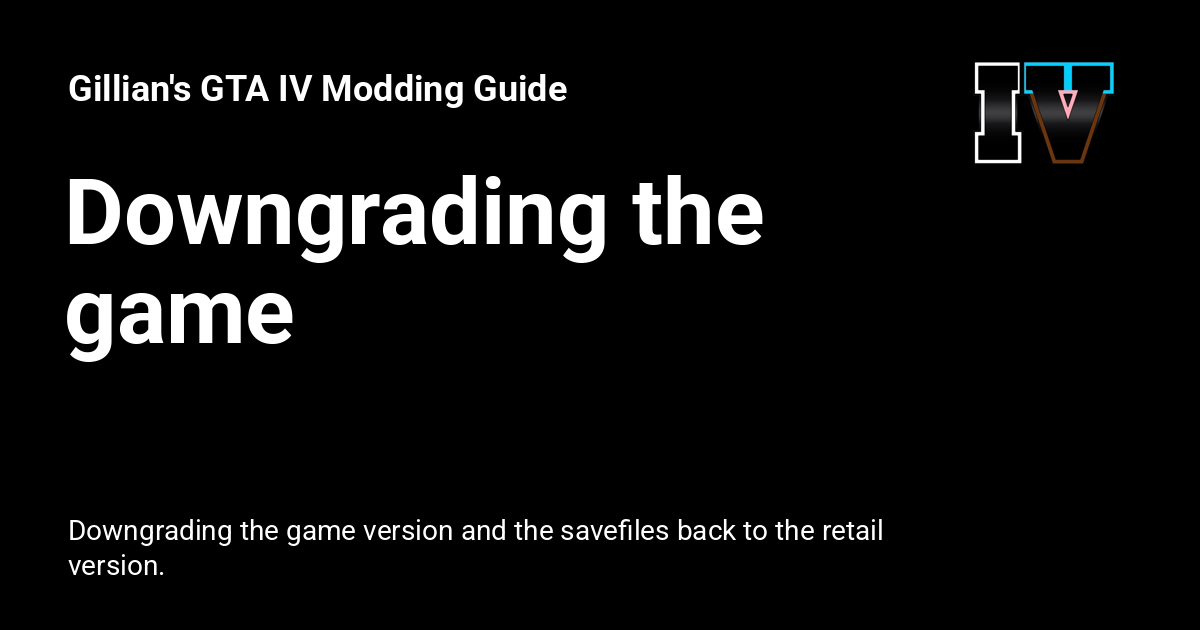 Gillian's GTA IV Modding Guide
IV
Downgrading the
game
Downgrading the game version and the savefiles back to the retail
version.